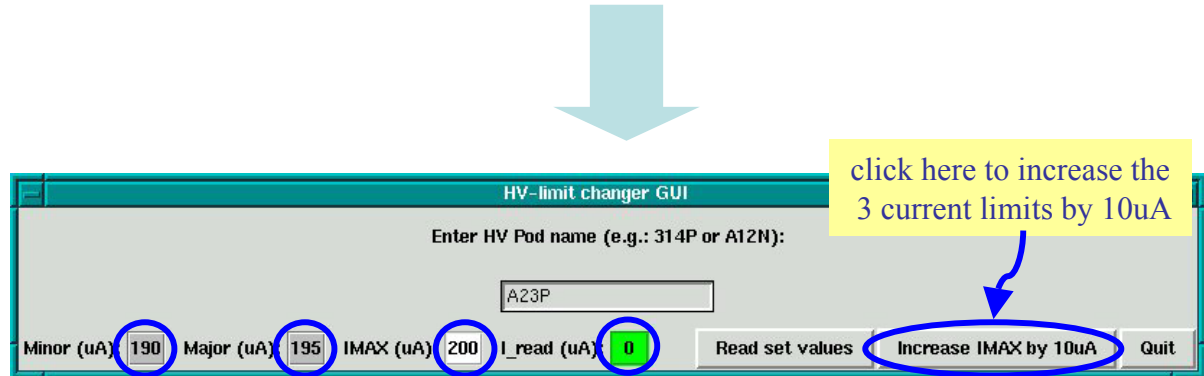 click here to increase the
3 current limits by 10uA
HV-limit changer GUI
Enter HV Pod name (e.g.: 314P or A12N):
A23P
Minor (uA): 190 Major (uA): 195 IMAX (uA) 200 I_read (uA): 0 Read set values Increase IMAX by 10uA Quit